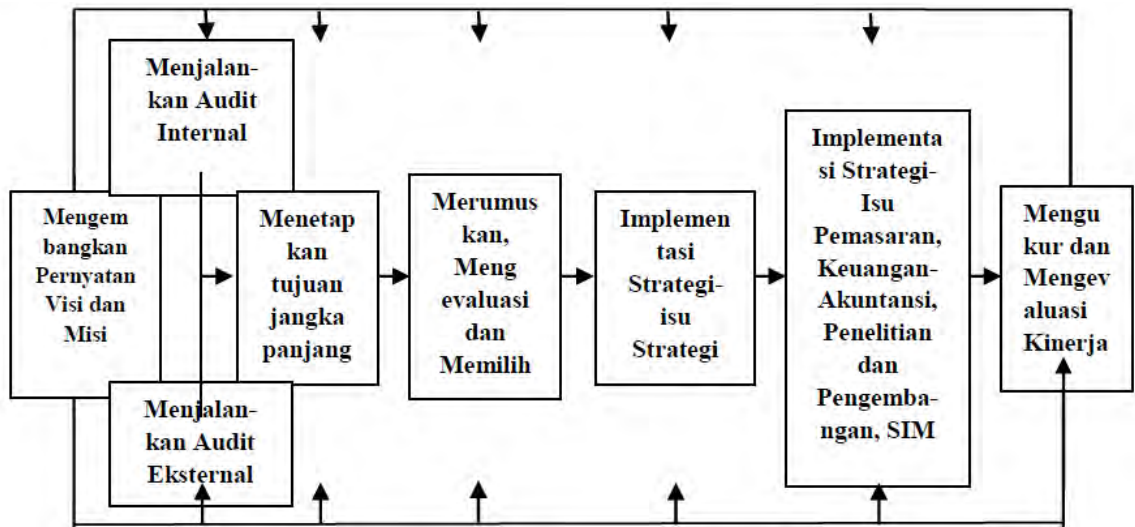 Menjalan-
kan Audit
Internal
Mengem
bangkan
Pernyatan
Visi dan
Misi
Menjalan-
kan Audit
Eksternal
Menetap
kan
tujuan
jangka
panjang
Merumus
kan,
Meng
evaluasi
dan
Memilih
Implemen
tasi
Strategi-
isu
Strategi
Implementa
si Strategi-
Isu
Pemasaran,
Keuangan-
Akuntansi,
Penelitian
dan
Pengemba-
ngan, SIM
Mengu
kur dan
Mengev
aluasi
Kinerja